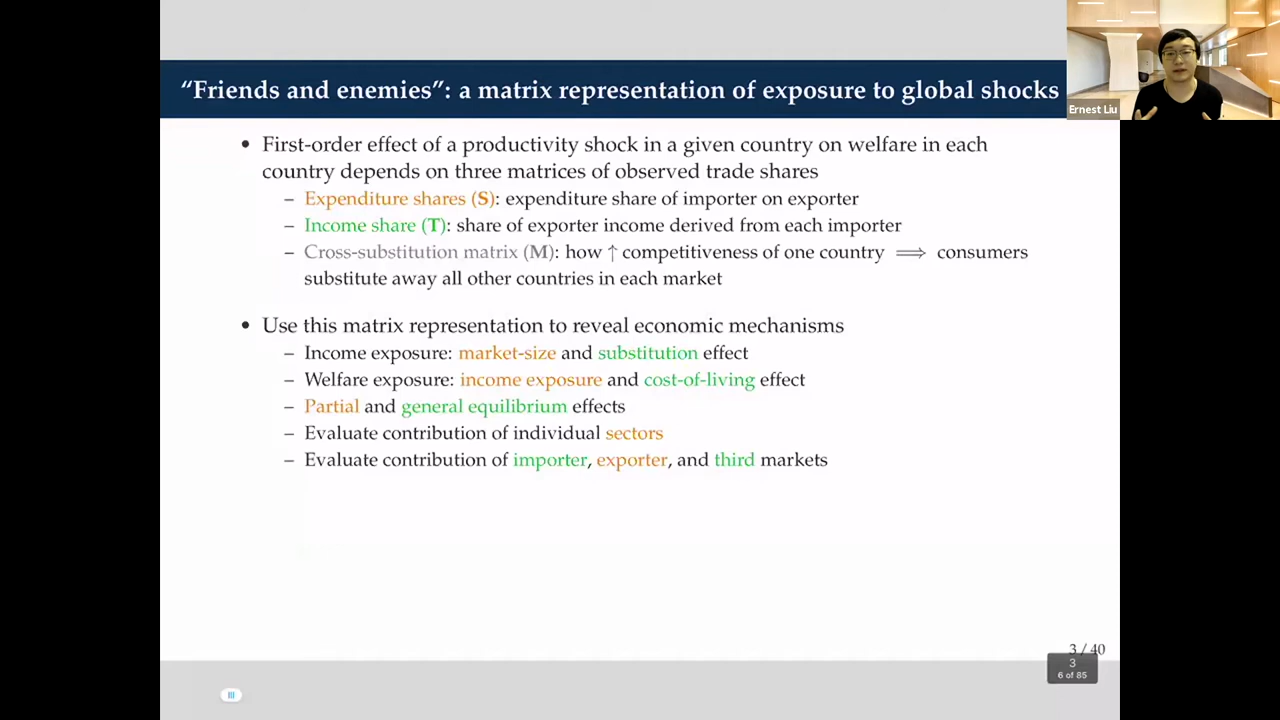 “Friends and enemies”: a matrix representation of exposure to global shocks
Ernest Liu
• First-order effect of a productivity shock in a given country on welfare in each
country depends on three matrices of observed trade shares
– Expenditure shares (S): expenditure share of importer on exporter
– Income share (T): share of exporter income derived from each importer
– Cross-substitution matrix (M): how ↑ competitiveness of one country ⟹ consumers
substitute away all other countries in each market
• Use this matrix representation to reveal economic mechanisms
– Income exposure: market-size and substitution effect
– Welfare exposure: income exposure and cost-of-living effect
– Partial and general equilibrium effects
– Evaluate contribution of individual sectors
– Evaluate contribution of importer, exporter, and third markets
3 / 40
3
6 of 85